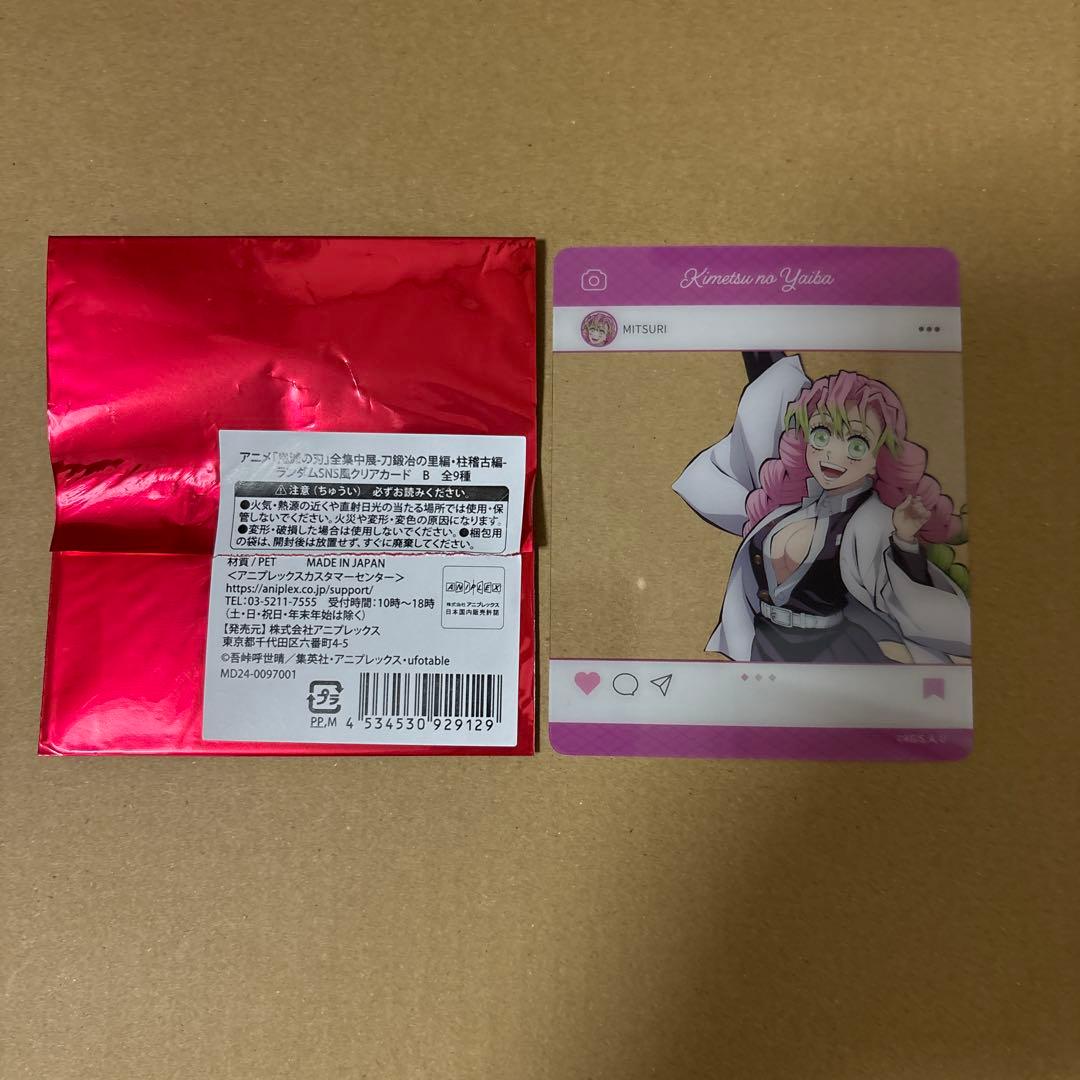 アニメ「鬼滅の刃」全集中展-刀鍛冶の里編・柱稽古編-
ランダムSNS風クリアカード B 全9種
注意（ちゅうい） 必ずお読みください。
●火気・熱源の近くや直射日光の当たる場所では使用・保
管しないでください。火災や変形・変色の原因になります。
●変形・破損した場合は使用しないでください。●梱包用
の袋は、開封後は放置せず、すぐに廃棄してください。
材質/PET MADE IN JAPAN
＜アニプレックスカスタマーセンター＞
https://aniplex.co.jp/support/
TEL：03-5211-7555 受付時間：10時～18時
（土・日・祝日・年末年始は除く）
【発売元】株式会社アニプレックス
東京都千代田区六番町4-5
©吾峠呼世晴／集英社・アニプレックス・ufotable
MD24-0097001
ANIPLEX
株式会社アニプレックス
日本国内販売許諾
プラ
PP,M
4 534530 929129
Kimetsu no Yaiba
MITSURI